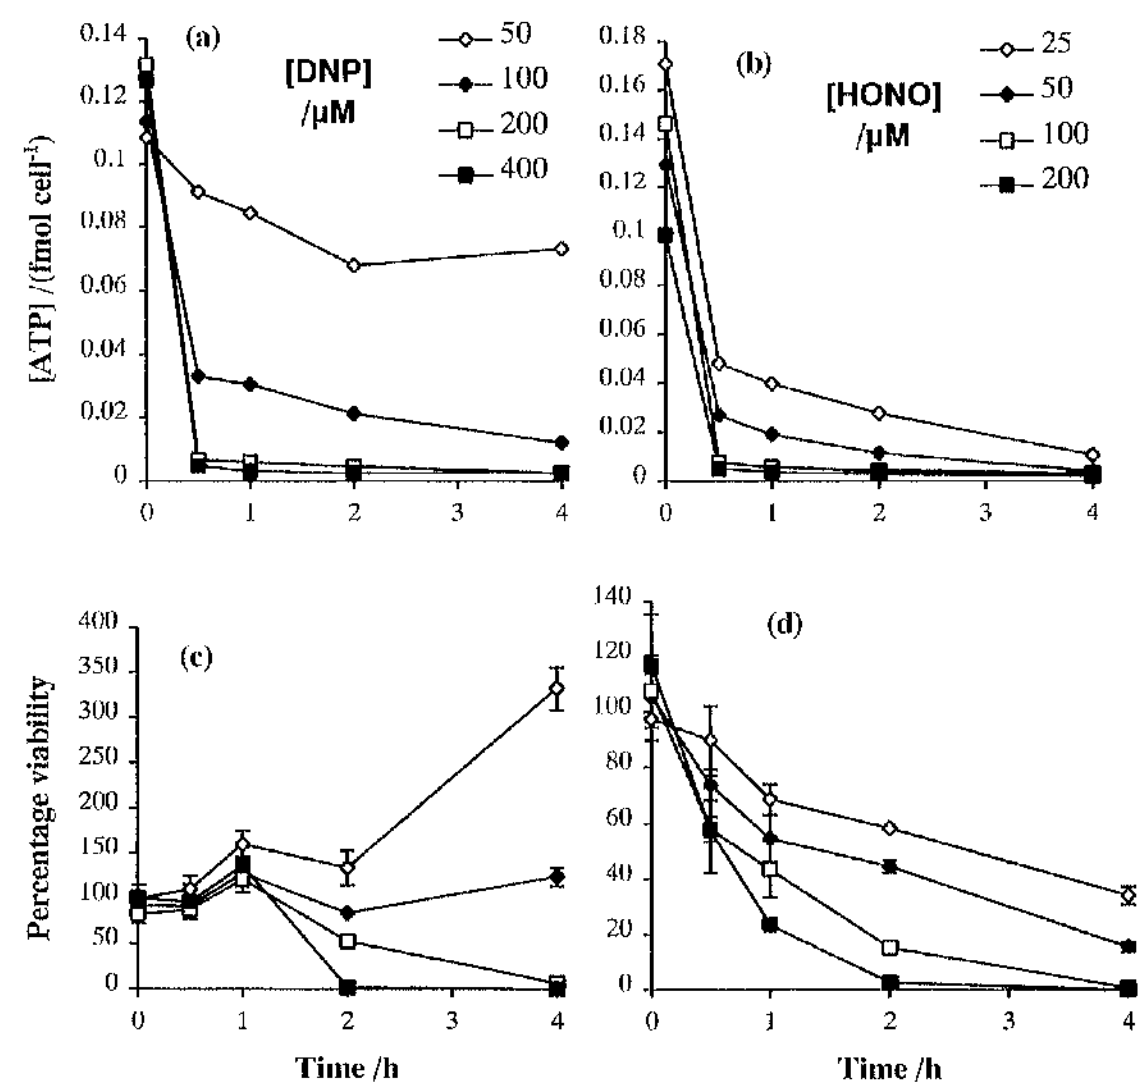 (a)
[DNP]
/µM
50
100
200
400
0.14
0.12
0.1
0.08
0.06
0.04
0.02
0
0 1 2 3 4
[ATP] /(fmol cell⁻¹)
(b)
[HONO]
/µM
25
50
100
200
0.18
0.16
0.14
0.12
0.1
0.08
0.06
0.04
0.02
0
0 1 2 3 4
(c)
400
350
300
250
200
150
100
50
0
0 1 2 3 4
Percentage viability
Time /h
(d)
140
120
100
80
60
40
20
0
0 1 2 3 4
Time /h